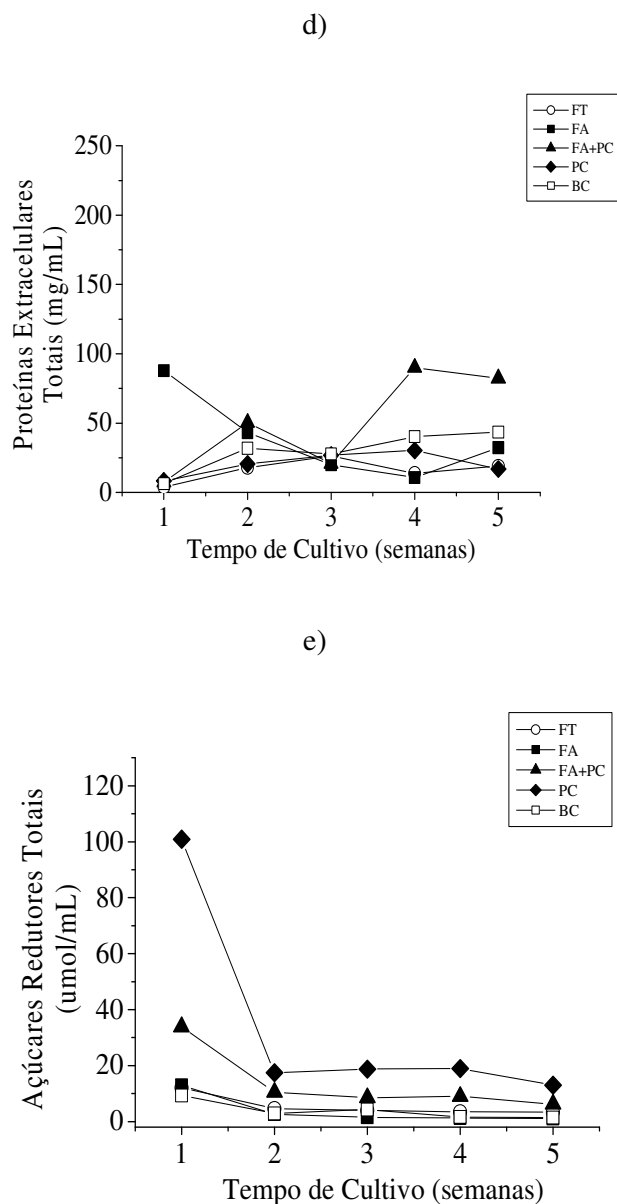 d)
FT
FA
FA+PC
PC
BC
250
200
150
100
50
0
Proteínas Extracelulares
Totais (mg/mL)
1 2 3 4 5
Tempo de Cultivo (semanas)
e)
FT
FA
FA+PC
PC
BC
120
100
80
60
40
20
0
Açúcares Redutores Totais
(umol/mL)
1 2 3 4 5
Tempo de Cultivo (semanas)